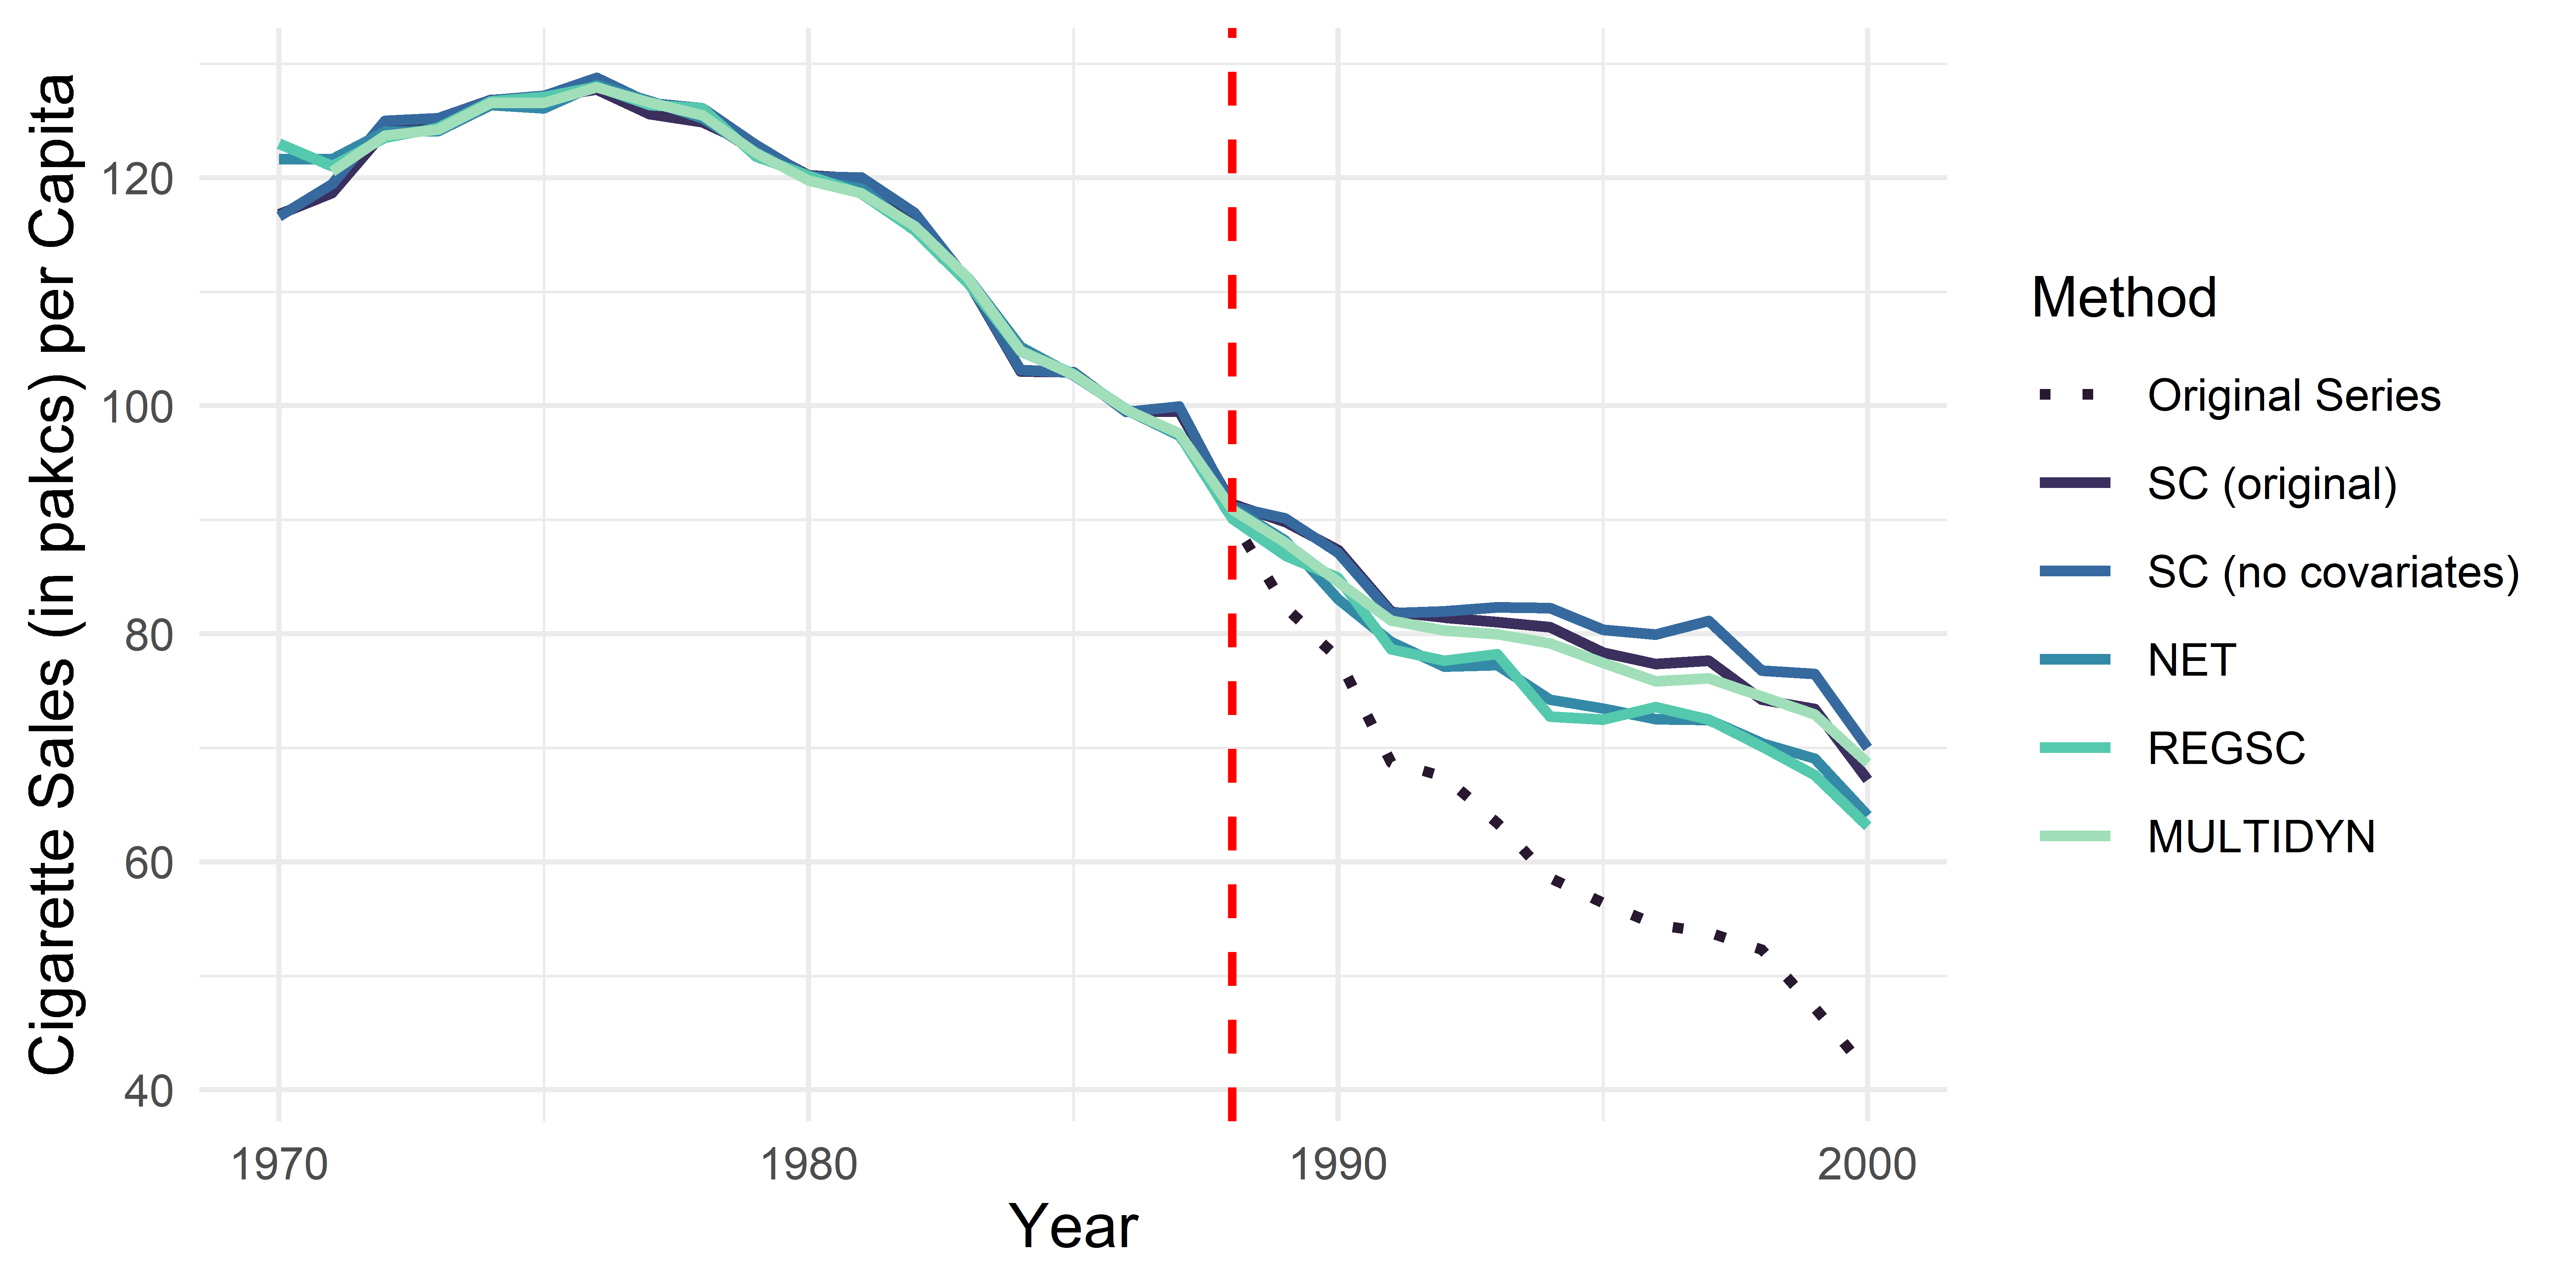 Cigarette Sales (in pakcs) per Capita
120
100
80
60
40
1970
1980
1990
2000
Year
Method
Original Series
SC (original)
SC (no covariates)
NET
REGSC
MULTIDYN